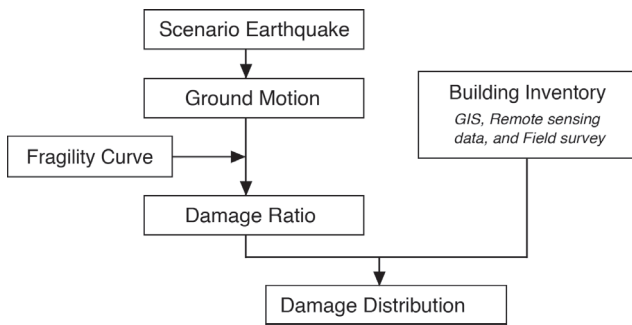 Scenario Earthquake
Ground Motion
Building Inventory
GIS, Remote sensing
data, and Field survey
Fragility Curve
Damage Ratio
Damage Distribution